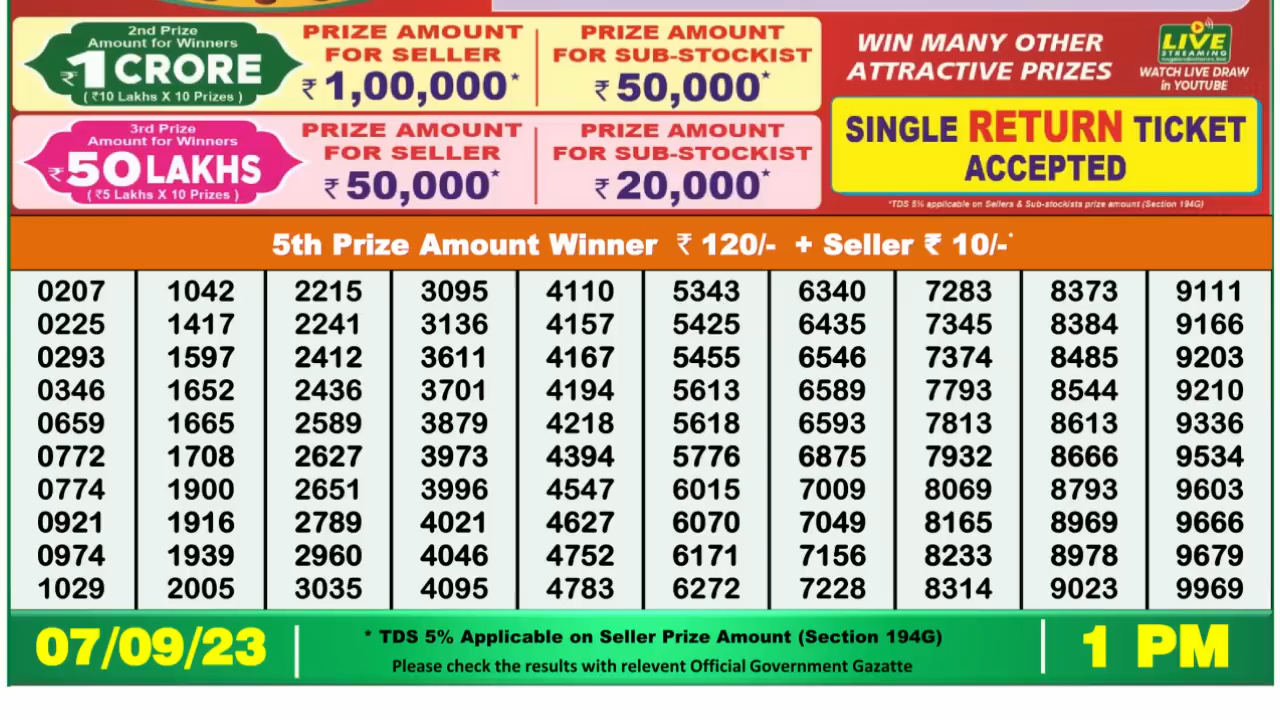 2nd Prize
Amount for Winners
₹1 CRORE
( ₹10 Lakhs X 10 Prizes )
PRIZE AMOUNT
FOR SELLER
₹ 1,00,000*
PRIZE AMOUNT
FOR SUB-STOCKIST
₹ 50,000*
3rd Prize
Amount for Winners
₹50 LAKHS
( ₹5 Lakhs X 10 Prizes )
PRIZE AMOUNT
FOR SELLER
₹ 50,000*
PRIZE AMOUNT
FOR SUB-STOCKIST
₹ 20,000*
WIN MANY OTHER
ATTRACTIVE PRIZES
LIVE
STREAMING
WATCH LIVE DRAW
in YOUTUBE
SINGLE RETURN TICKET
ACCEPTED
*TDS 5% applicable on Sellers & Sub-stockists prize amount (Section 194G)
5th Prize Amount Winner ₹ 120/- + Seller ₹ 10/-*
0207 1042 2215 3095 4110 5343 6340 7283 8373 9111
0225 1417 2241 3136 4157 5425 6435 7345 8384 9166
0293 1597 2412 3611 4167 5455 6546 7374 8485 9203
0346 1652 2436 3701 4194 5613 6589 7793 8544 9210
0659 1665 2589 3879 4218 5618 6593 7813 8613 9336
0772 1708 2627 3973 4394 5776 6875 7932 8666 9534
0774 1900 2651 3996 4547 6015 7009 8069 8793 9603
0921 1916 2789 4021 4627 6070 7049 8165 8969 9666
0974 1939 2960 4046 4752 6171 7156 8233 8978 9679
1029 2005 3035 4095 4783 6272 7228 8314 9023 9969
07/09/23
* TDS 5% Applicable on Seller Prize Amount (Section 194G)
Please check the results with relevent Official Government Gazatte
1 PM